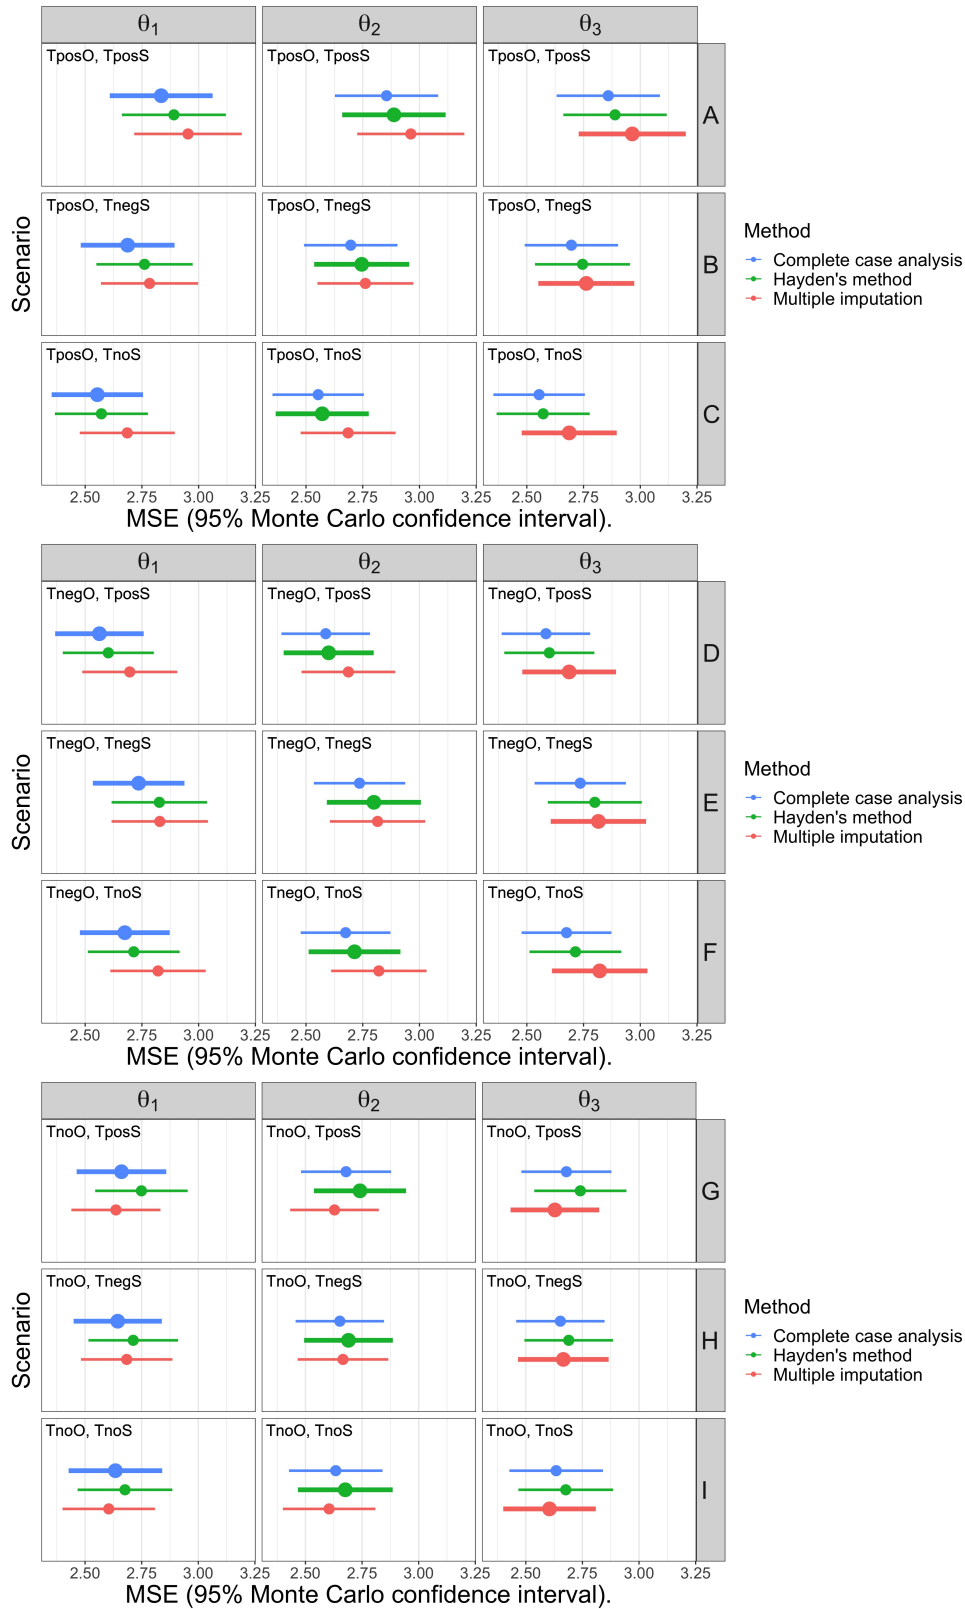 θ1 θ2 θ3
TposO, TposS TposO, TposS TposO, TposS A
TposO, TnegS TposO, TnegS TposO, TnegS B
TposO, TnoS TposO, TnoS TposO, TnoS C
Scenario
2.50 2.75 3.00 3.25 2.50 2.75 3.00 3.25 2.50 2.75 3.00 3.25
MSE (95% Monte Carlo confidence interval).
Method
Complete case analysis
Hayden's method
Multiple imputation
θ1 θ2 θ3
TnegO, TposS TnegO, TposS TnegO, TposS D
TnegO, TnegS TnegO, TnegS TnegO, TnegS E
TnegO, TnoS TnegO, TnoS TnegO, TnoS F
Scenario
2.50 2.75 3.00 3.25 2.50 2.75 3.00 3.25 2.50 2.75 3.00 3.25
MSE (95% Monte Carlo confidence interval).
Method
Complete case analysis
Hayden's method
Multiple imputation
θ1 θ2 θ3
TnoO, TposS TnoO, TposS TnoO, TposS G
TnoO, TnegS TnoO, TnegS TnoO, TnegS H
TnoO, TnoS TnoO, TnoS TnoO, TnoS I
Scenario
2.50 2.75 3.00 3.25 2.50 2.75 3.00 3.25 2.50 2.75 3.00 3.25
MSE (95% Monte Carlo confidence interval).
Method
Complete case analysis
Hayden's method
Multiple imputation